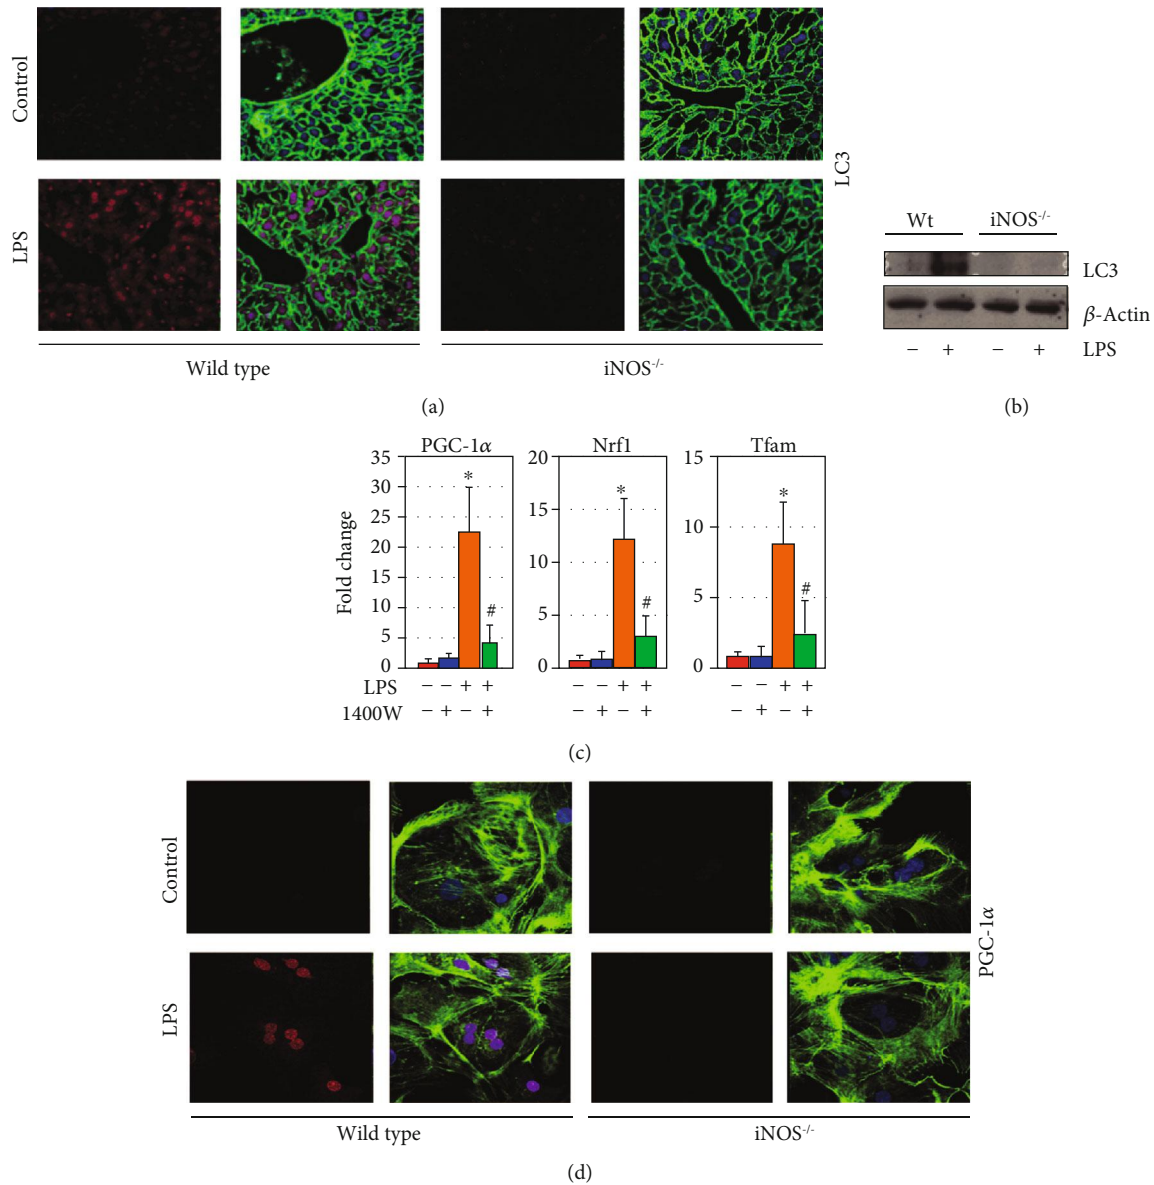 Control
LPS
LC3
Wild type
iNOS-/-
(a)
Wt
iNOS-/-
LC3
β-Actin
− + − +
LPS
(b)
PGC-1α
Nrf1
Tfam
Fold change
35
30
25
20
15
10
5
0
*
#
20
15
10
5
0
*
#
15
10
5
0
*
#
LPS − − + + − − + + − − + +
1400W − + − + − + − + − + − +
(c)
Control
LPS
PGC-1α
Wild type
iNOS-/-
(d)